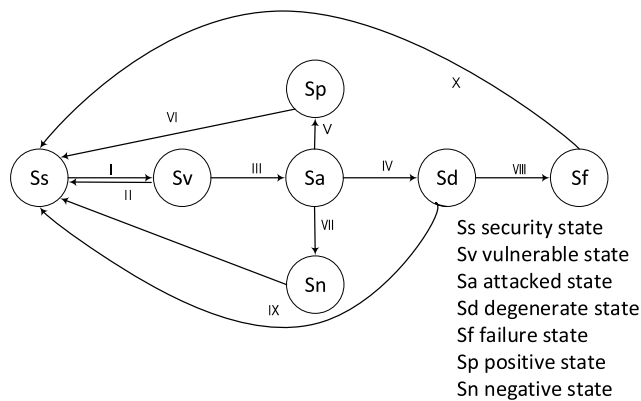 X
Sp
VI
V
Ss
I
II
Sv
III
Sa
IV
Sd
VIII
Sf
VII
Sn
IX
Ss security state
Sv vulnerable state
Sa attacked state
Sd degenerate state
Sf failure state
Sp positive state
Sn negative state